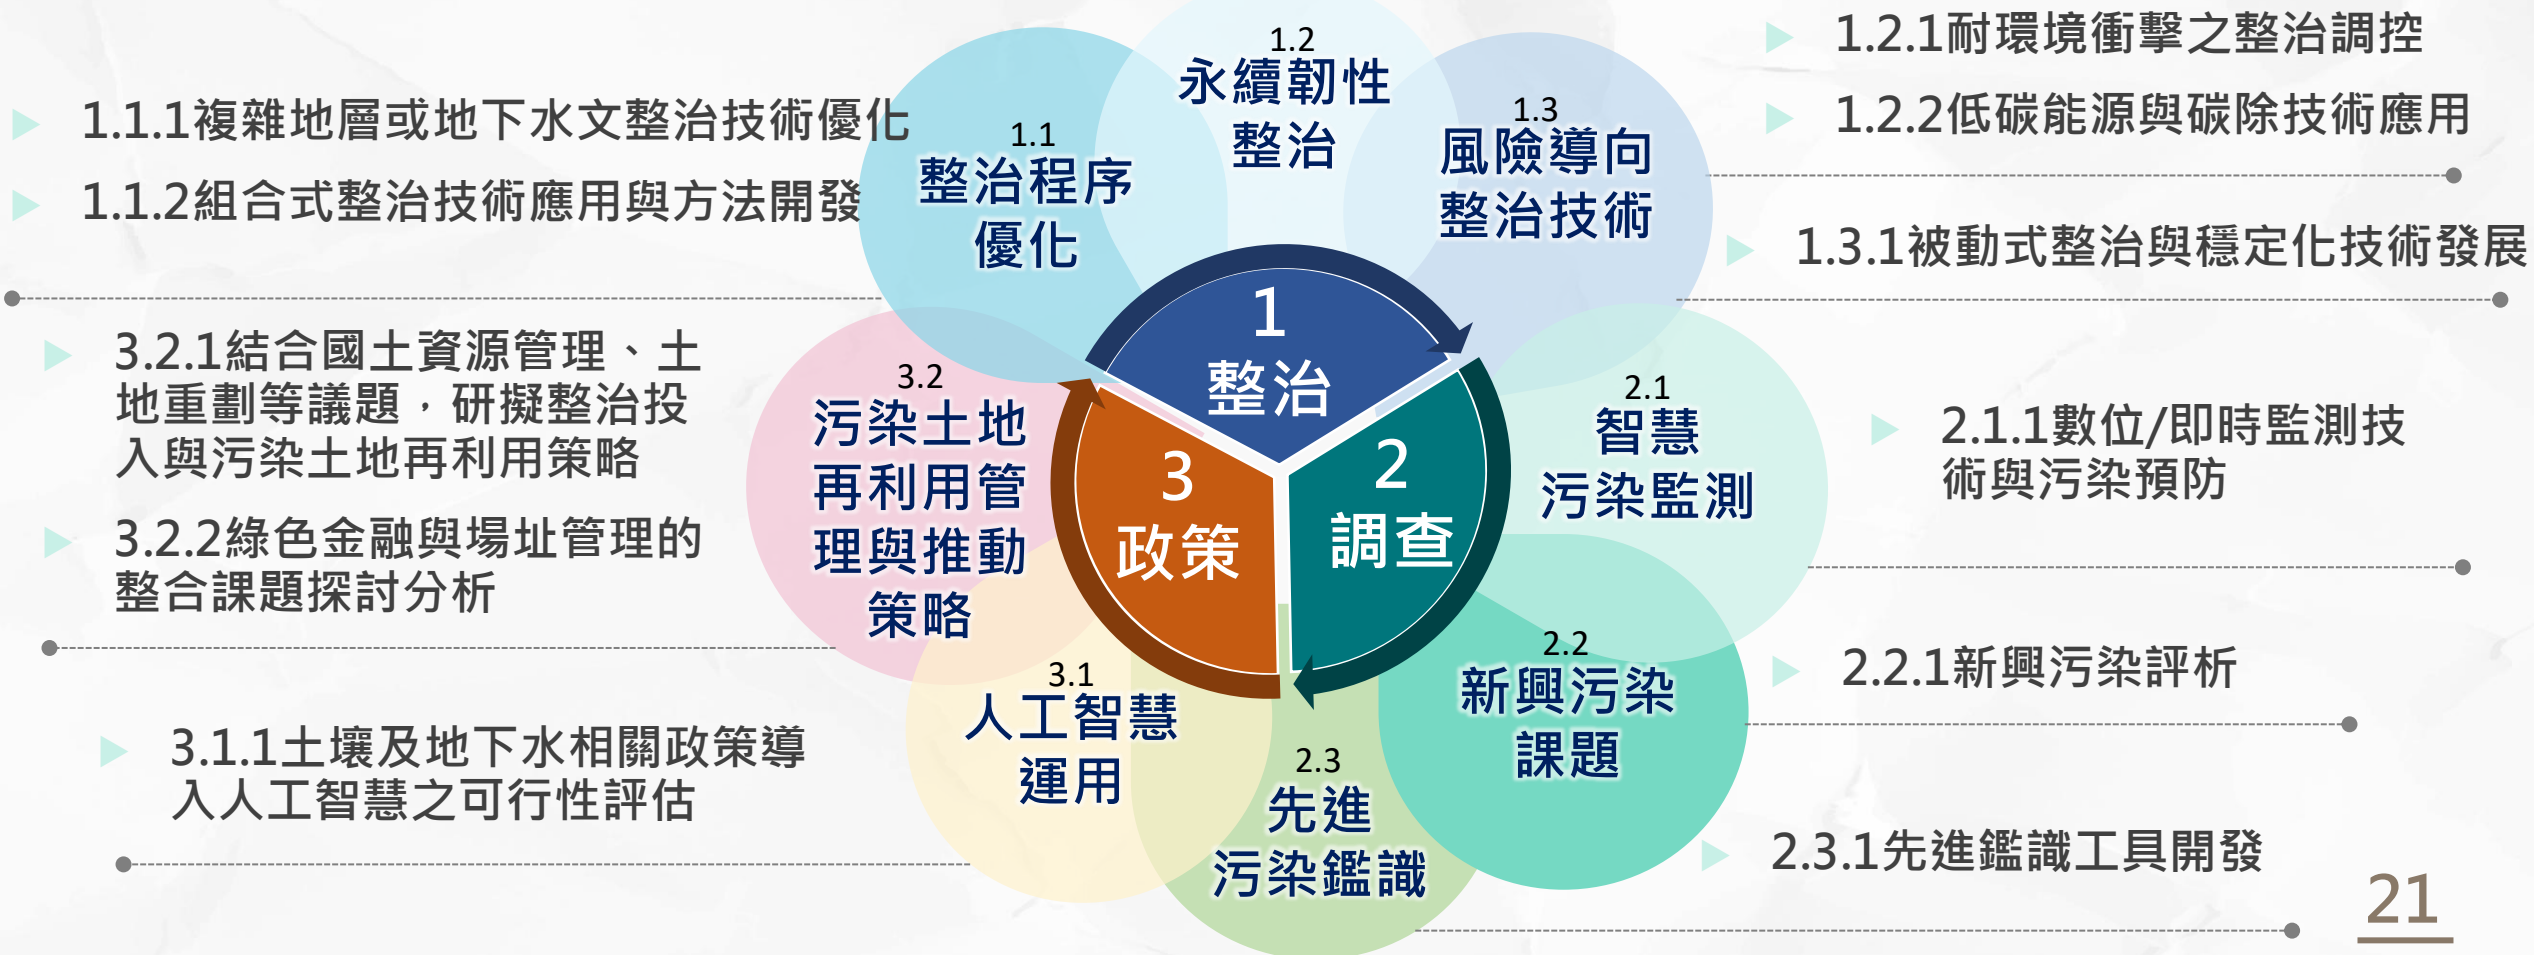 1.1.1複雜地層或地下水文整治技術優化
1.1.2組合式整治技術應用與方法開發
1.1
整治程序
優化
1.2
永續韌性
整治
1.3
風險導向
整治技術
1.2.1耐環境衝擊之整治調控
1.2.2低碳能源與碳除技術應用
1.3.1被動式整治與穩定化技術發展
3.2.1結合國土資源管理、土
地重劃等議題，研擬整治投
入與污染土地再利用策略
3.2.2綠色金融與場址管理的
整合課題探討分析
3.2
污染土地
再利用管
理與推動
策略
1
整治
2
調查
3
政策
2.1
智慧
污染監測
2.1.1數位/即時監測技
術與污染預防
3.1.1土壤及地下水相關政策導
入人工智慧之可行性評估
3.1
人工智慧
運用
2.3
先進
污染鑑識
2.2
新興污染
課題
2.2.1新興污染評析
2.3.1先進鑑識工具開發
21